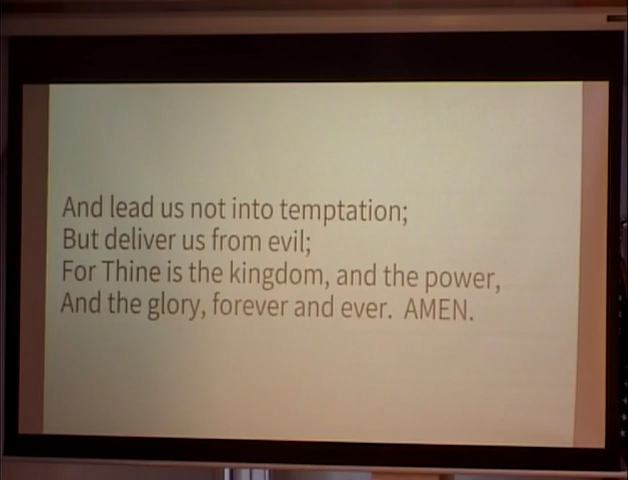 And lead us not into temptation;
But deliver us from evil;
For Thine is the kingdom, and the power,
And the glory, forever and ever. AMEN.